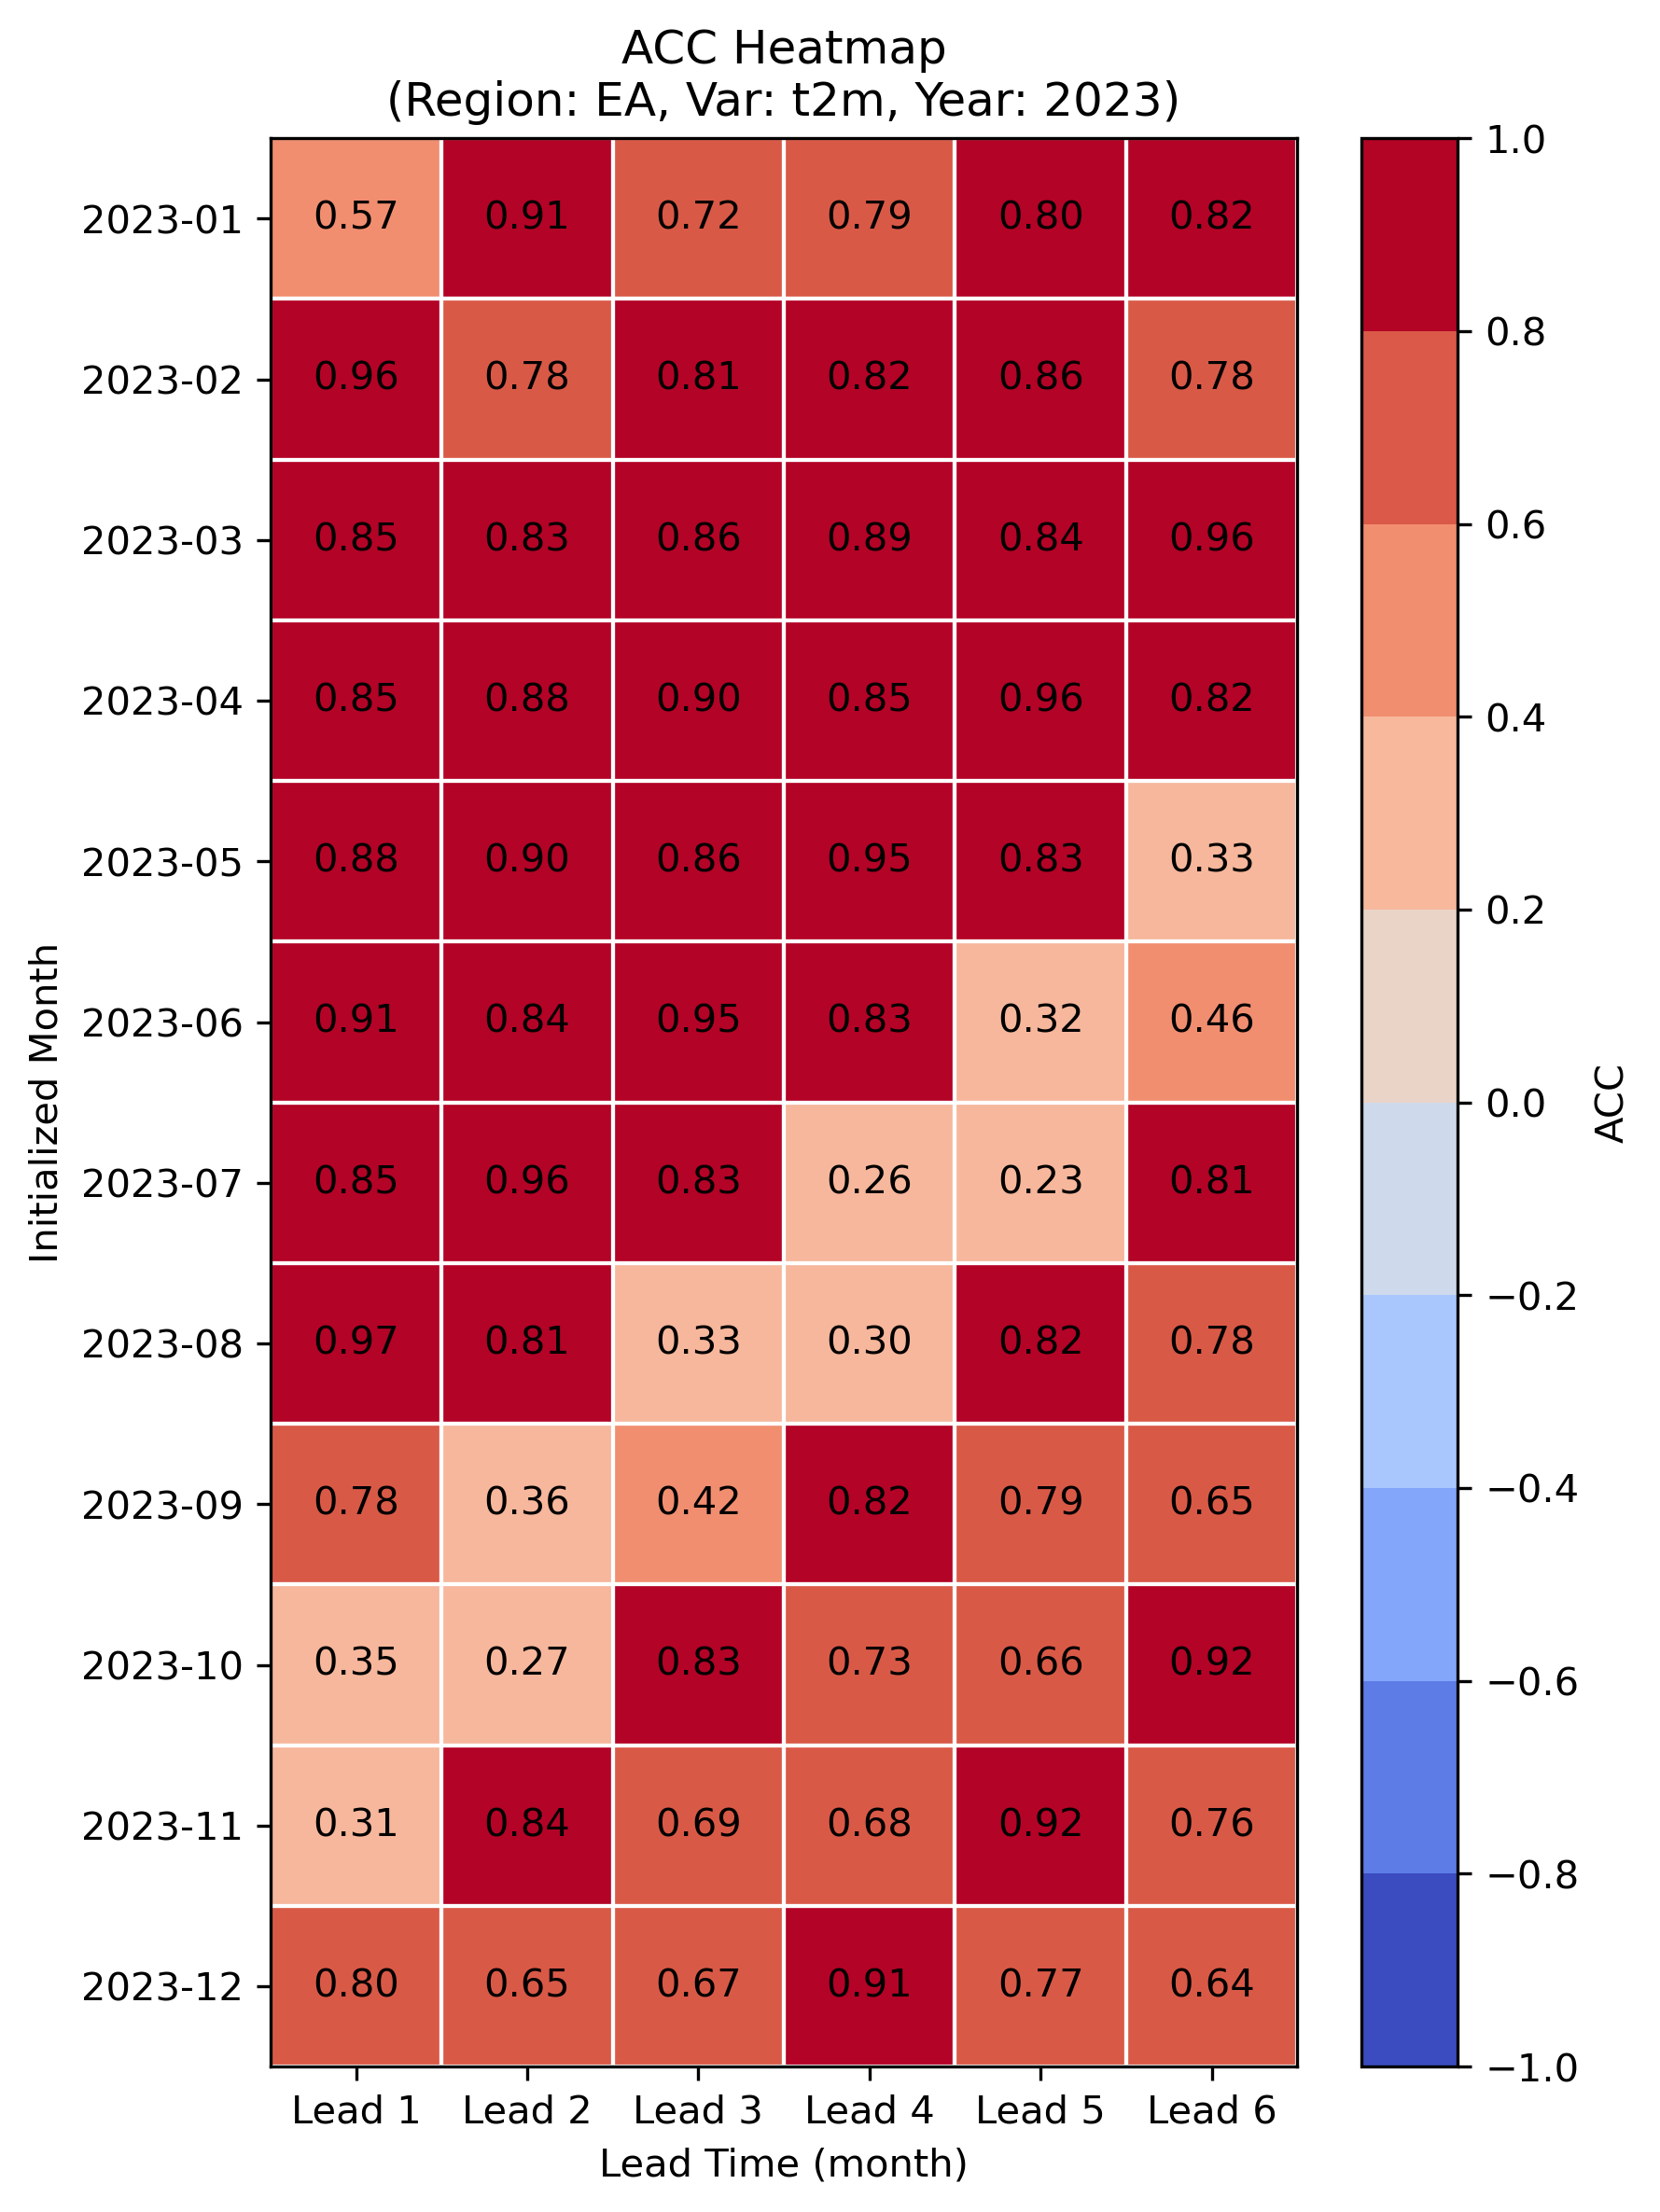 ACC Heatmap
(Region: EA, Var: t2m, Year: 2023)
2023-01 0.57 0.91 0.72 0.79 0.80 0.82
2023-02 0.96 0.78 0.81 0.82 0.86 0.78
2023-03 0.85 0.83 0.86 0.89 0.84 0.96
2023-04 0.85 0.88 0.90 0.85 0.96 0.82
2023-05 0.88 0.90 0.86 0.95 0.83 0.33
2023-06 0.91 0.84 0.95 0.83 0.32 0.46
2023-07 0.85 0.96 0.83 0.26 0.23 0.81
2023-08 0.97 0.81 0.33 0.30 0.82 0.78
2023-09 0.78 0.36 0.42 0.82 0.79 0.65
2023-10 0.35 0.27 0.83 0.73 0.66 0.92
2023-11 0.31 0.84 0.69 0.68 0.92 0.76
2023-12 0.80 0.65 0.67 0.91 0.77 0.64
Lead 1 Lead 2 Lead 3 Lead 4 Lead 5 Lead 6
Lead Time (month)
Initialized Month
1.0
0.8
0.6
0.4
0.2
0.0
−0.2
−0.4
−0.6
−0.8
−1.0
ACC